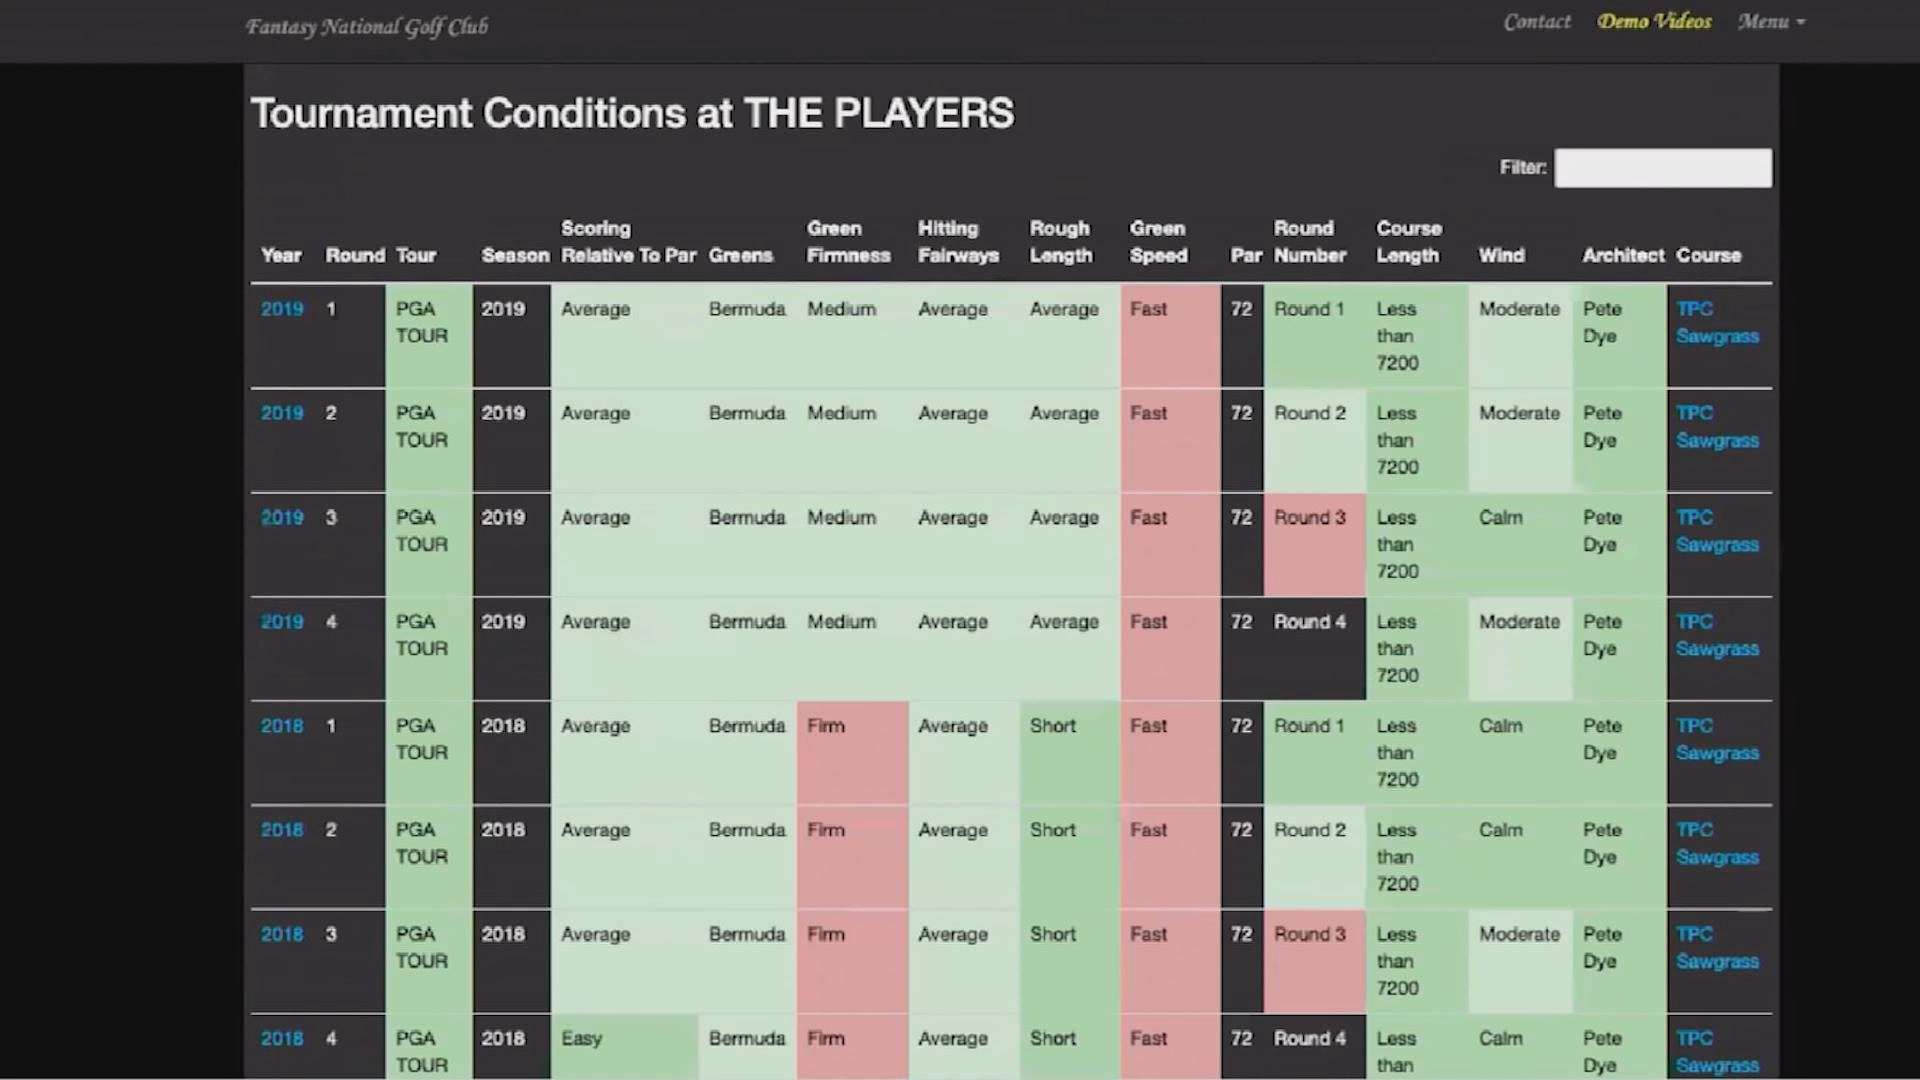 Fantasy National Golf Club
Contact Demo Videos Menu
Tournament Conditions at THE PLAYERS
Filter:
Year Round Tour Season Scoring Relative To Par Greens Green Firmness Hitting Fairways Rough Length Green Speed Par Round Number Course Length Wind Architect Course
2019 1 PGA TOUR 2019 Average Bermuda Medium Average Average Fast 72 Round 1 Less than 7200 Moderate Pete Dye TPC Sawgrass
2019 2 PGA TOUR 2019 Average Bermuda Medium Average Average Fast 72 Round 2 Less than 7200 Moderate Pete Dye TPC Sawgrass
2019 3 PGA TOUR 2019 Average Bermuda Medium Average Average Fast 72 Round 3 Less than 7200 Calm Pete Dye TPC Sawgrass
2019 4 PGA TOUR 2019 Average Bermuda Medium Average Average Fast 72 Round 4 Less than 7200 Moderate Pete Dye TPC Sawgrass
2018 1 PGA TOUR 2018 Average Bermuda Firm Average Short Fast 72 Round 1 Less than 7200 Calm Pete Dye TPC Sawgrass
2018 2 PGA TOUR 2018 Average Bermuda Firm Average Short Fast 72 Round 2 Less than 7200 Calm Pete Dye TPC Sawgrass
2018 3 PGA TOUR 2018 Average Bermuda Firm Average Short Fast 72 Round 3 Less than 7200 Moderate Pete Dye TPC Sawgrass
2018 4 PGA TOUR 2018 Easy Bermuda Firm Average Short Fast 72 Round 4 Less than Calm Pete Dye TPC Sawgrass